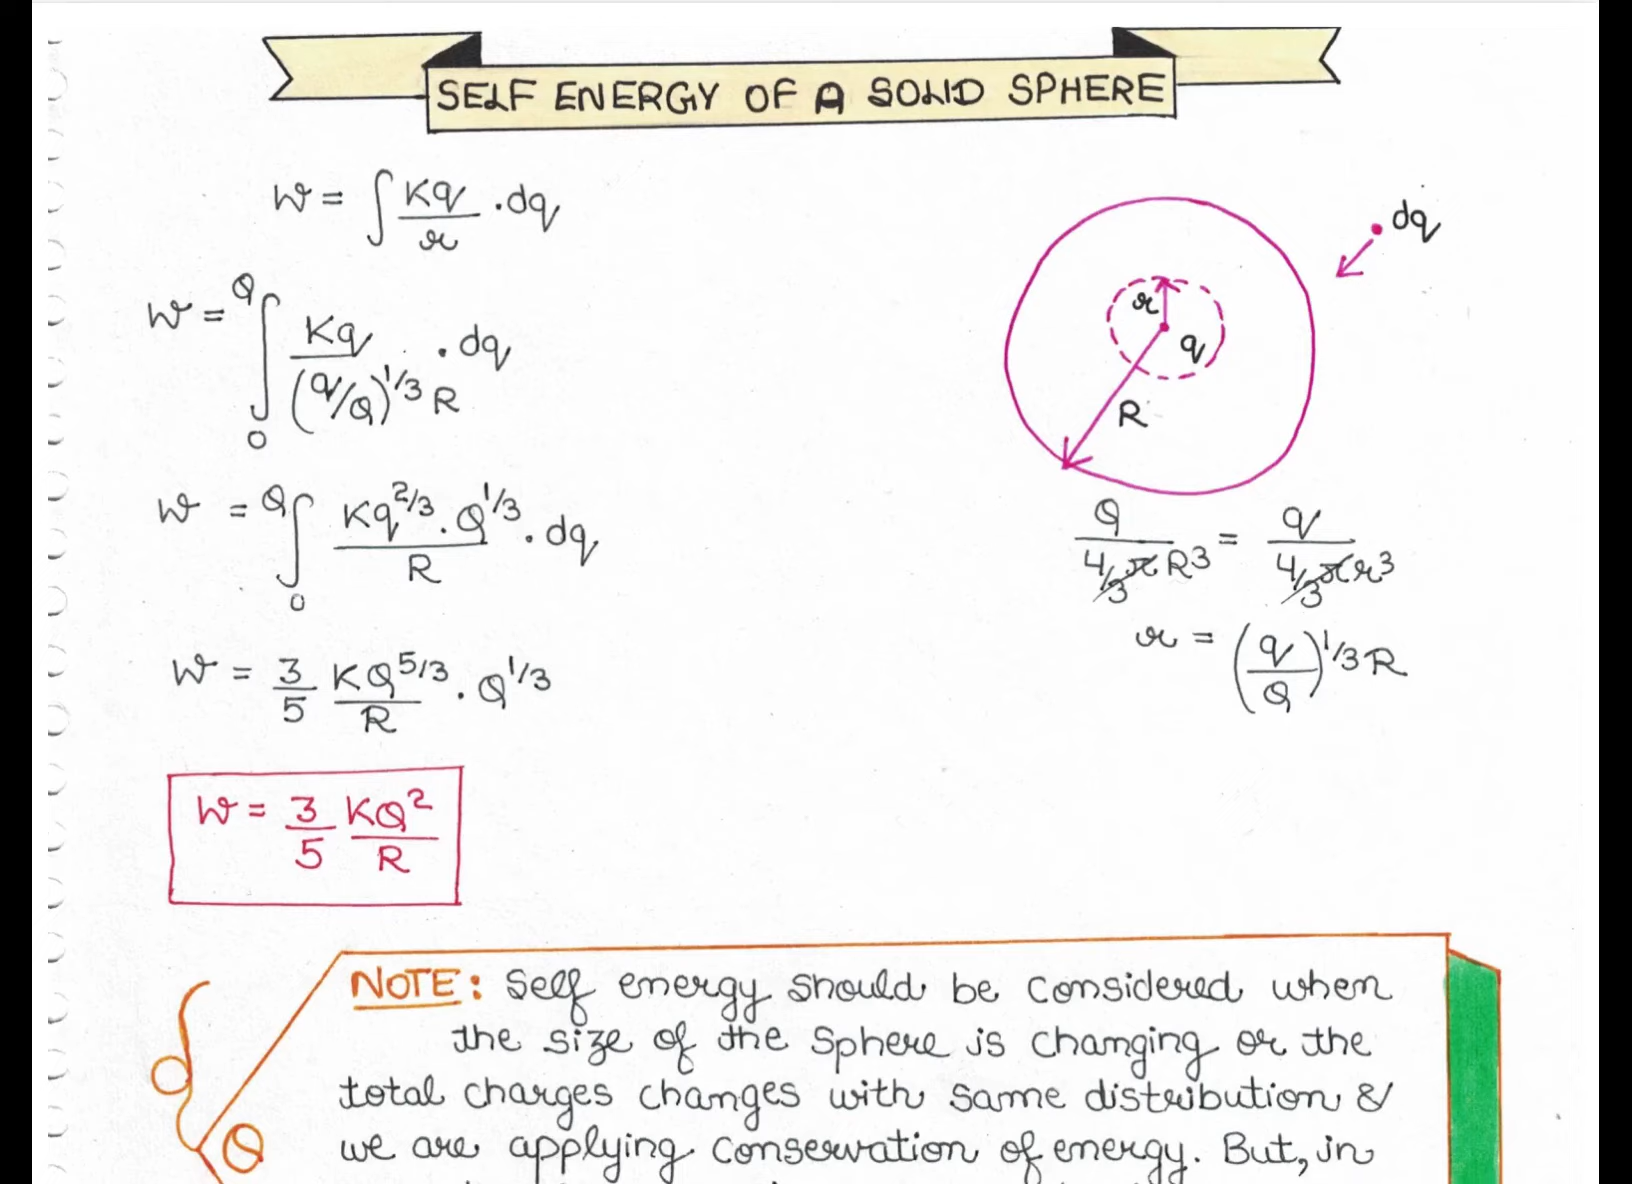 SELF ENERGY OF A SOLID SPHERE
W = ∫ Kq/r . dq
dq
W = ∫₀^Q Kq/((q/Q)^1/3 R) . dq
r
q
R
W = ∫₀^Q (Kq^2/3 . Q^1/3)/R . dq
Q/(4/3 π R³) = q/(4/3 π r³)
r = (q/Q)^1/3 R
W = 3/5 KQ^5/3/R . Q^1/3
W = 3/5 KQ²/R
NOTE: Self energy should be considered when
the size of the sphere is changing or the
total charges changes with same distribution &
we are applying conservation of energy. But, in